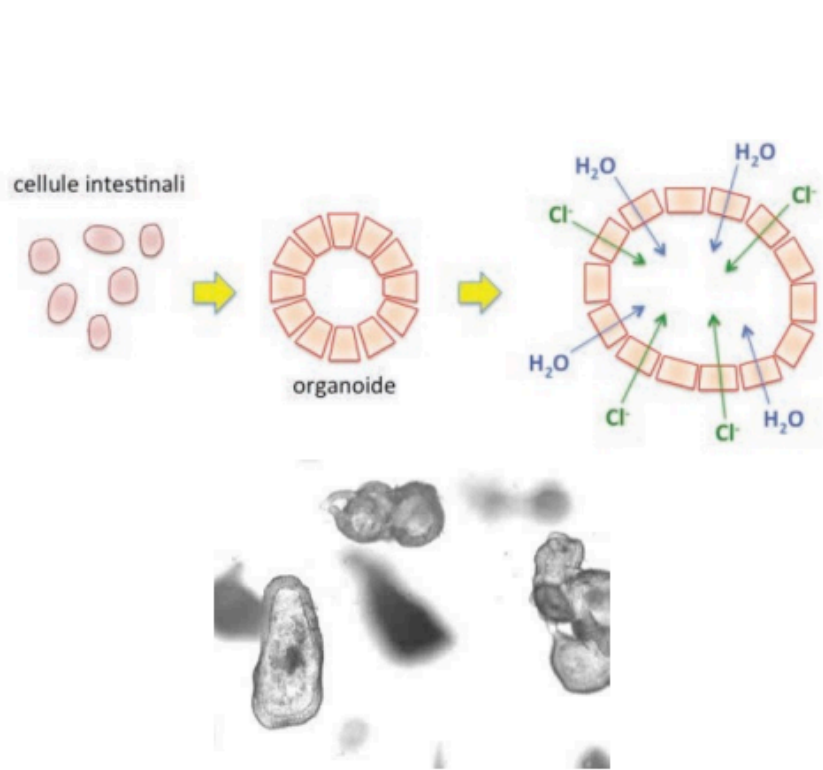 cellule intestinali
organoide
H₂O
H₂O
Cl⁻
Cl⁻
H₂O
Cl⁻
Cl⁻
H₂O